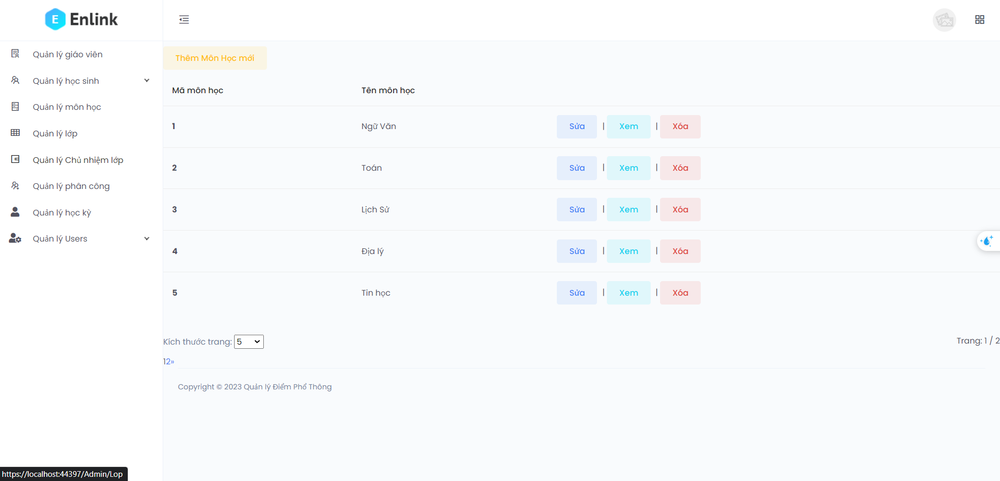 E Enlink
Quản lý giáo viên
Quản lý học sinh
Quản lý môn học
Quản lý lớp
Quản lý Chủ nhiệm lớp
Quản lý phân công
Quản lý học kỳ
Quản lý Users
Thêm Môn Học mới
Mã môn học Tên môn học
1 Ngữ Văn Sửa | Xem | Xóa
2 Toán Sửa | Xem | Xóa
3 Lịch Sử Sửa | Xem | Xóa
4 Địa lý Sửa | Xem | Xóa
5 Tin học Sửa | Xem | Xóa
Kích thước trang: 5 Trang: 1 / 2
12»
Copyright © 2023 Quản lý Điểm Phổ Thông
https://localhost:44397/Admin/Lop